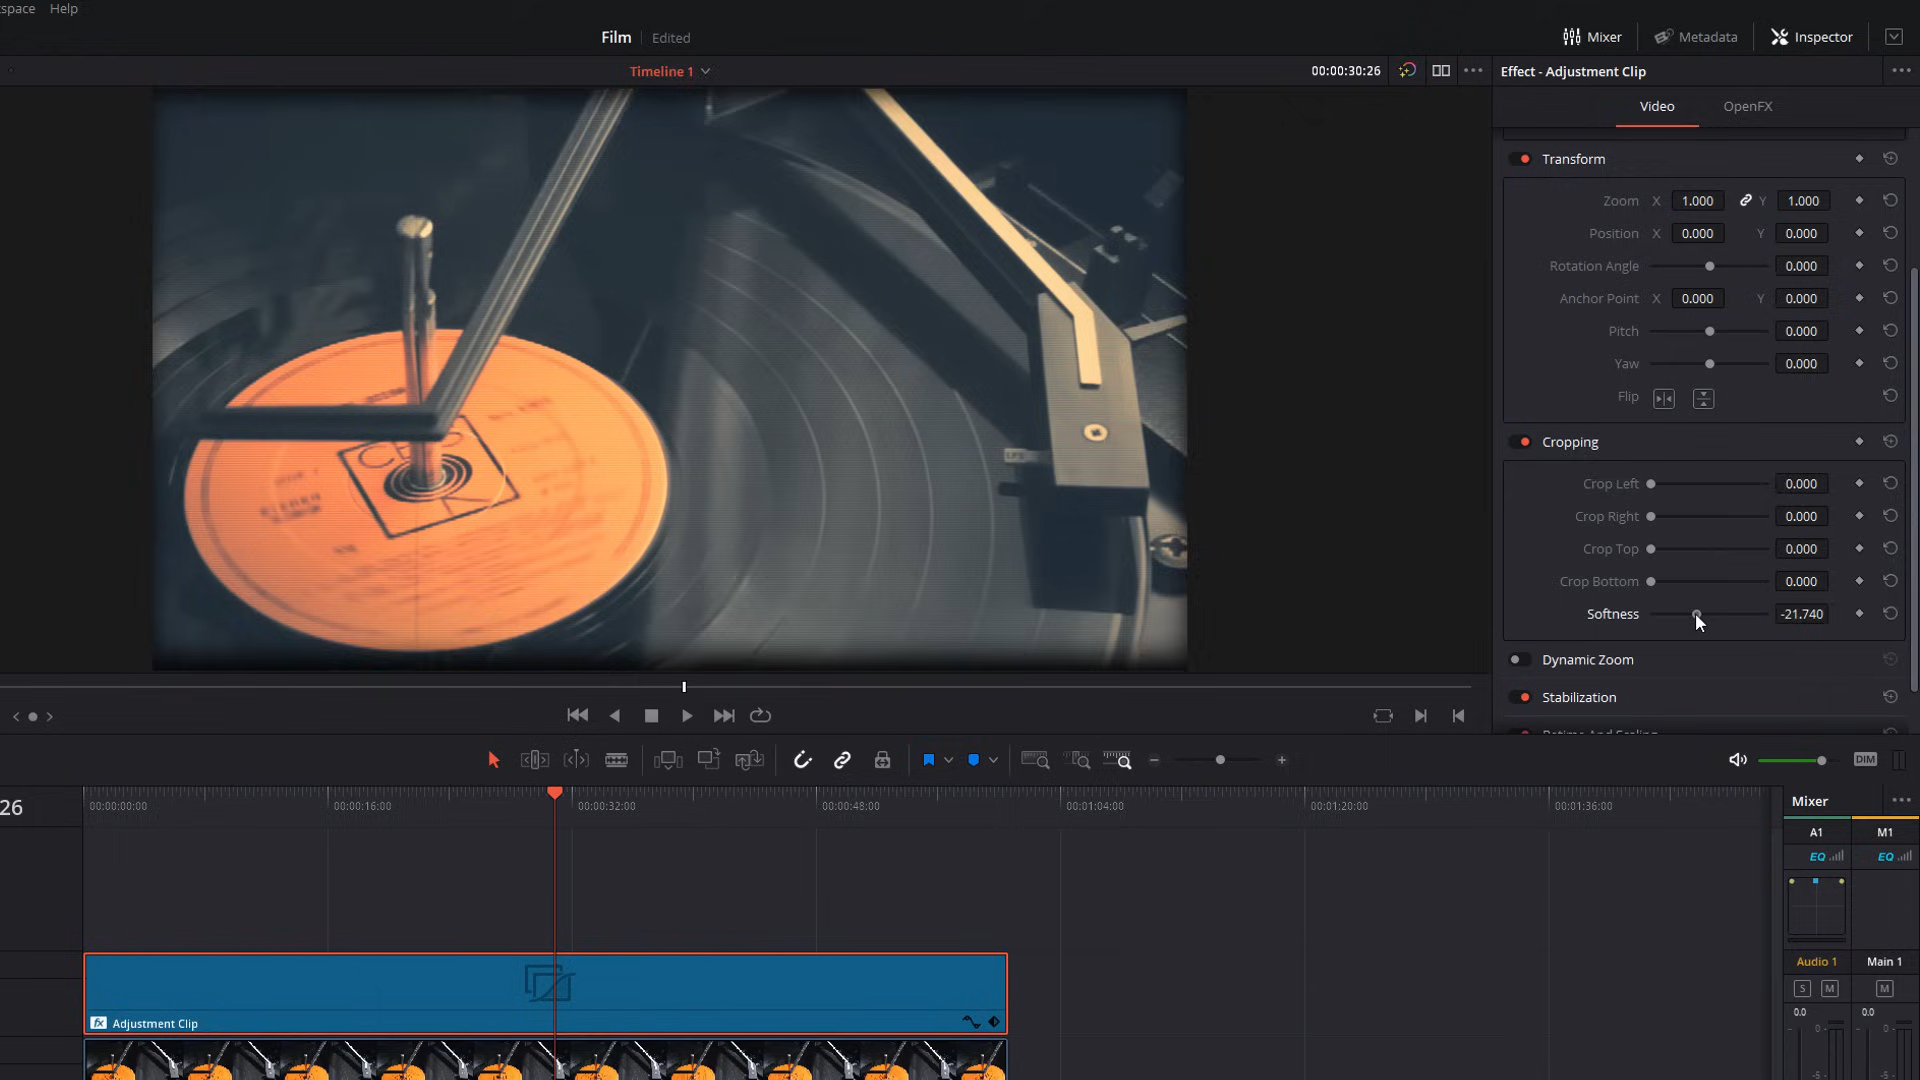 space Help
Film Edited
Mixer Metadata Inspector
Timeline 1
00:00:30:26
Effect - Adjustment Clip
Video OpenFX
Transform
Zoom X 1.000 Y 1.000
Position X 0.000 Y 0.000
Rotation Angle 0.000
Anchor Point X 0.000 Y 0.000
Pitch 0.000
Yaw 0.000
Flip
Cropping
Crop Left 0.000
Crop Right 0.000
Crop Top 0.000
Crop Bottom 0.000
Softness -21.740
Dynamic Zoom
Stabilization
Retime And Scaling
DIM
26
00:00:00:00 00:00:16:00 00:00:32:00 00:00:48:00 00:01:04:00 00:01:20:00 00:01:36:00
Mixer
A1 M1
EQ EQ
Audio 1 Main 1
S M M
0.0 0.0
0 0
-5 -5
fx Adjustment Clip